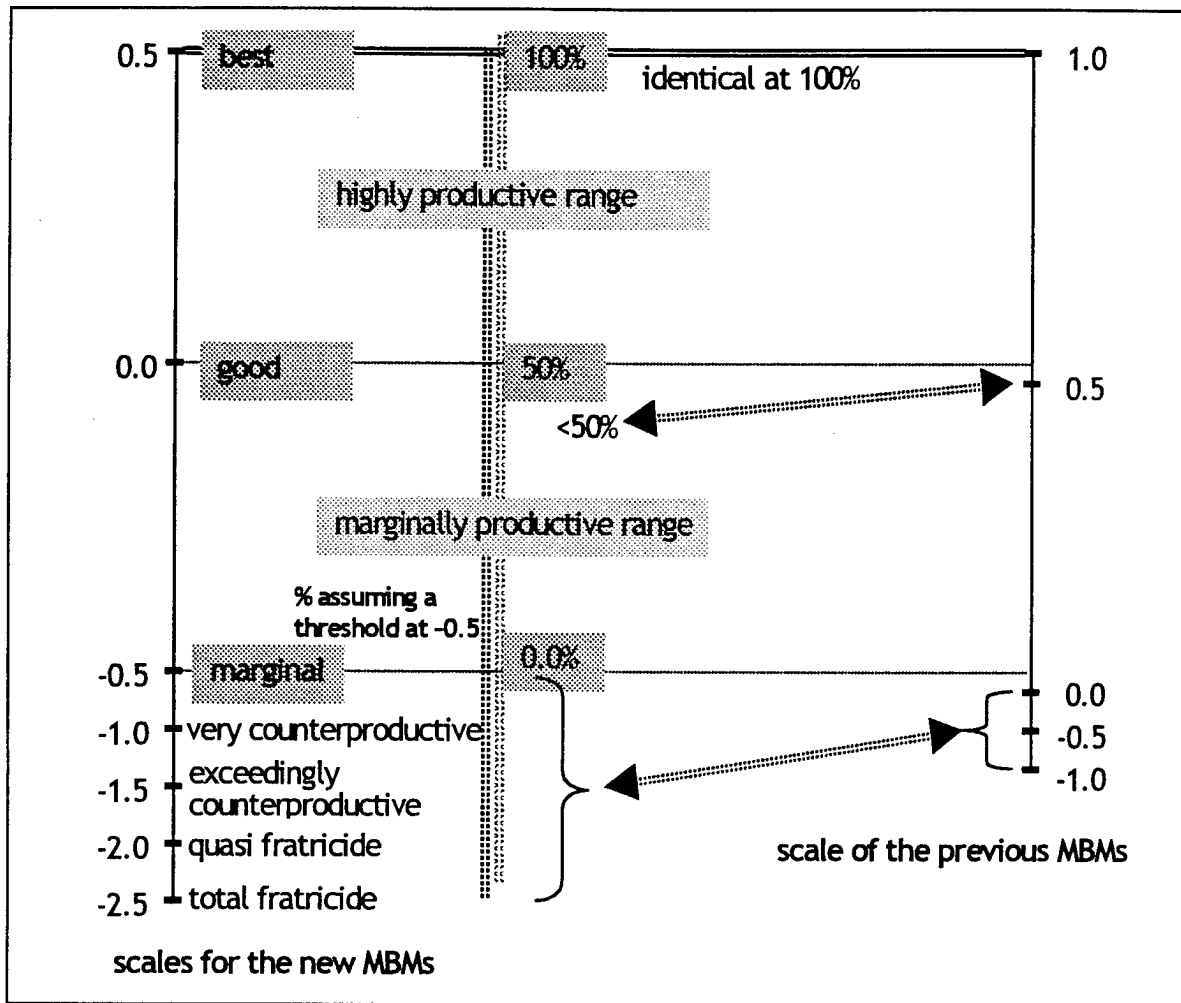 0.5 best 100% 1.0
identical at 100%
highly productive range
0.0 good 50%
0.5
<50%
marginally productive range
% assuming a
threshold at -0.5
0.0%
-0.5 marginal
0.0
-1.0 very counterproductive
-0.5
exceedingly
-1.0
-1.5
counterproductive
-2.0 quasi fratricide
scale of the previous MBMs
-2.5 total fratricide
scales for the new MBMs